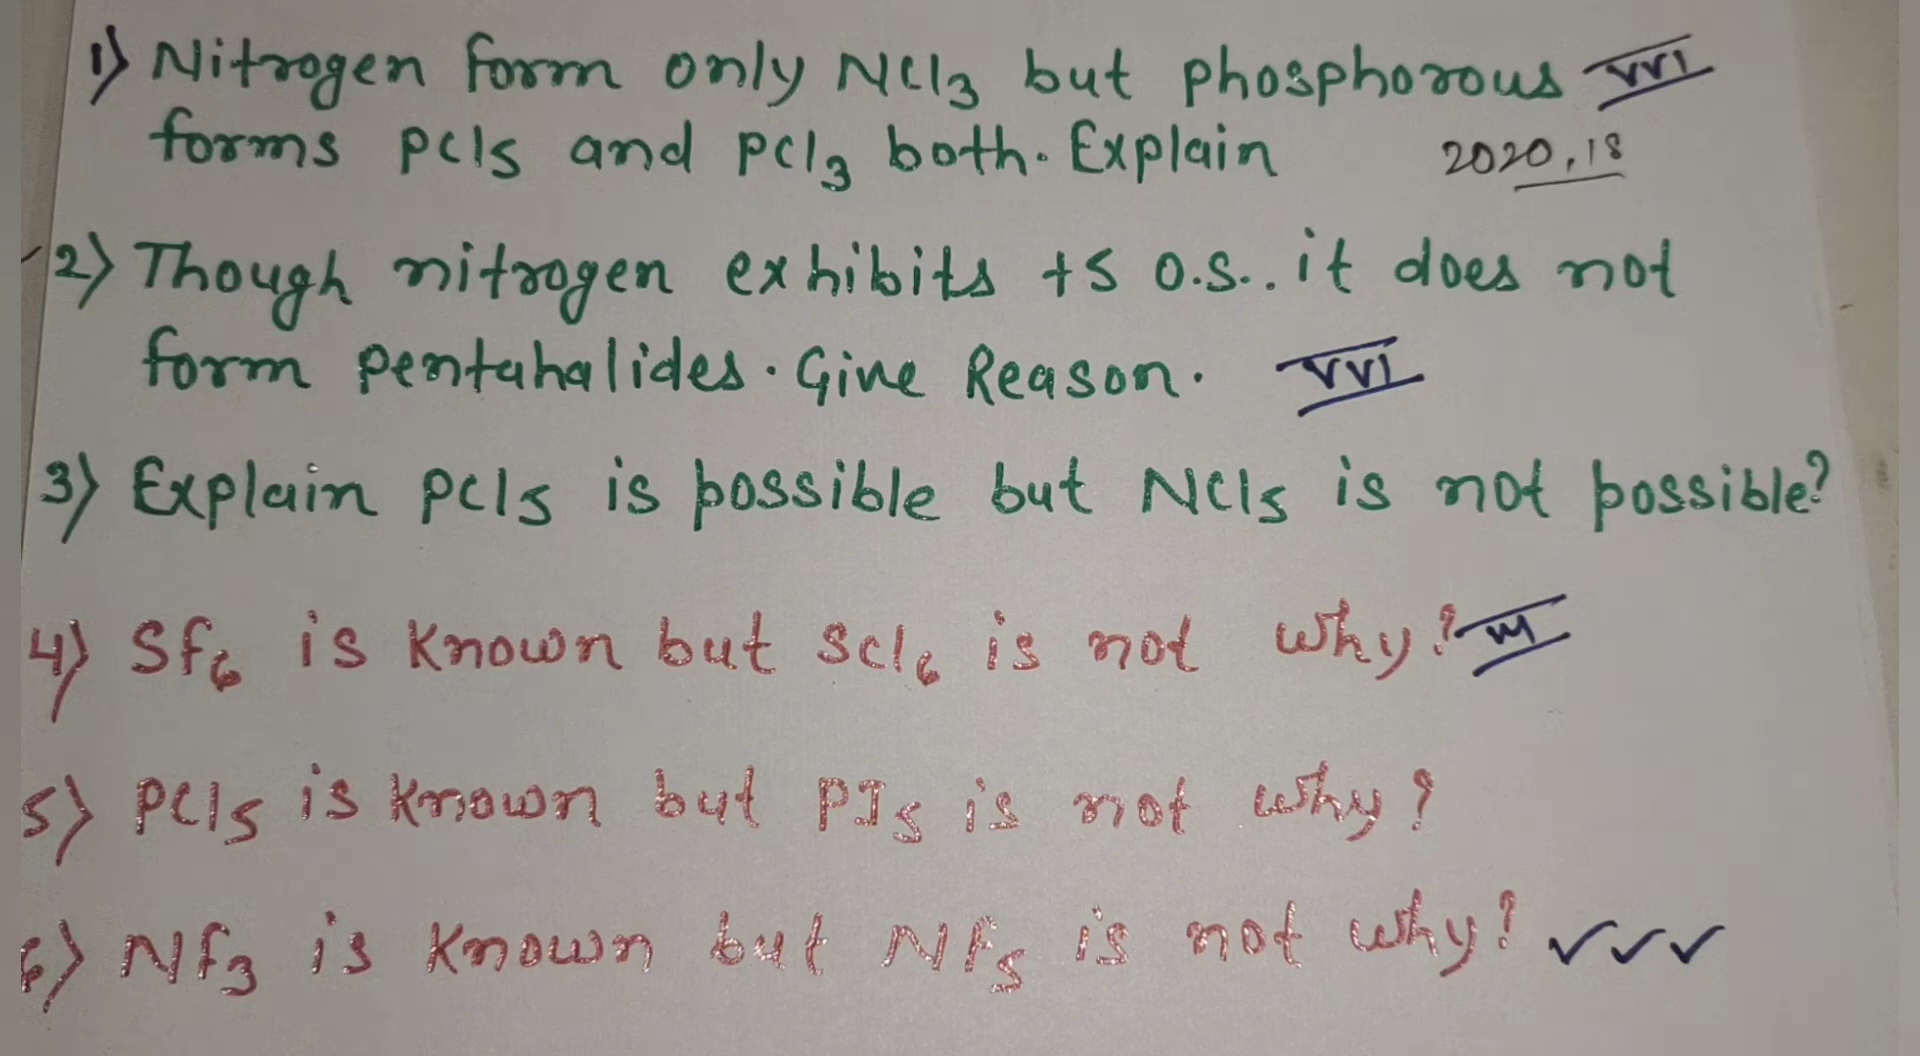 1) Nitrogen form only NCl3 but phosphorous VVI
forms PCl5 and PCl3 both. Explain 2020,18
2) Though nitrogen exhibits +5 O.S.. it does not
form pentahalides. Give Reason. VVI
3) Explain PCl5 is possible but NCl5 is not possible?
4) Sf6 is known but SCl6 is not why?
5) PCl5 is known but PI5 is not why?
6) Nf3 is known but NF5 is not why? ✓✓✓